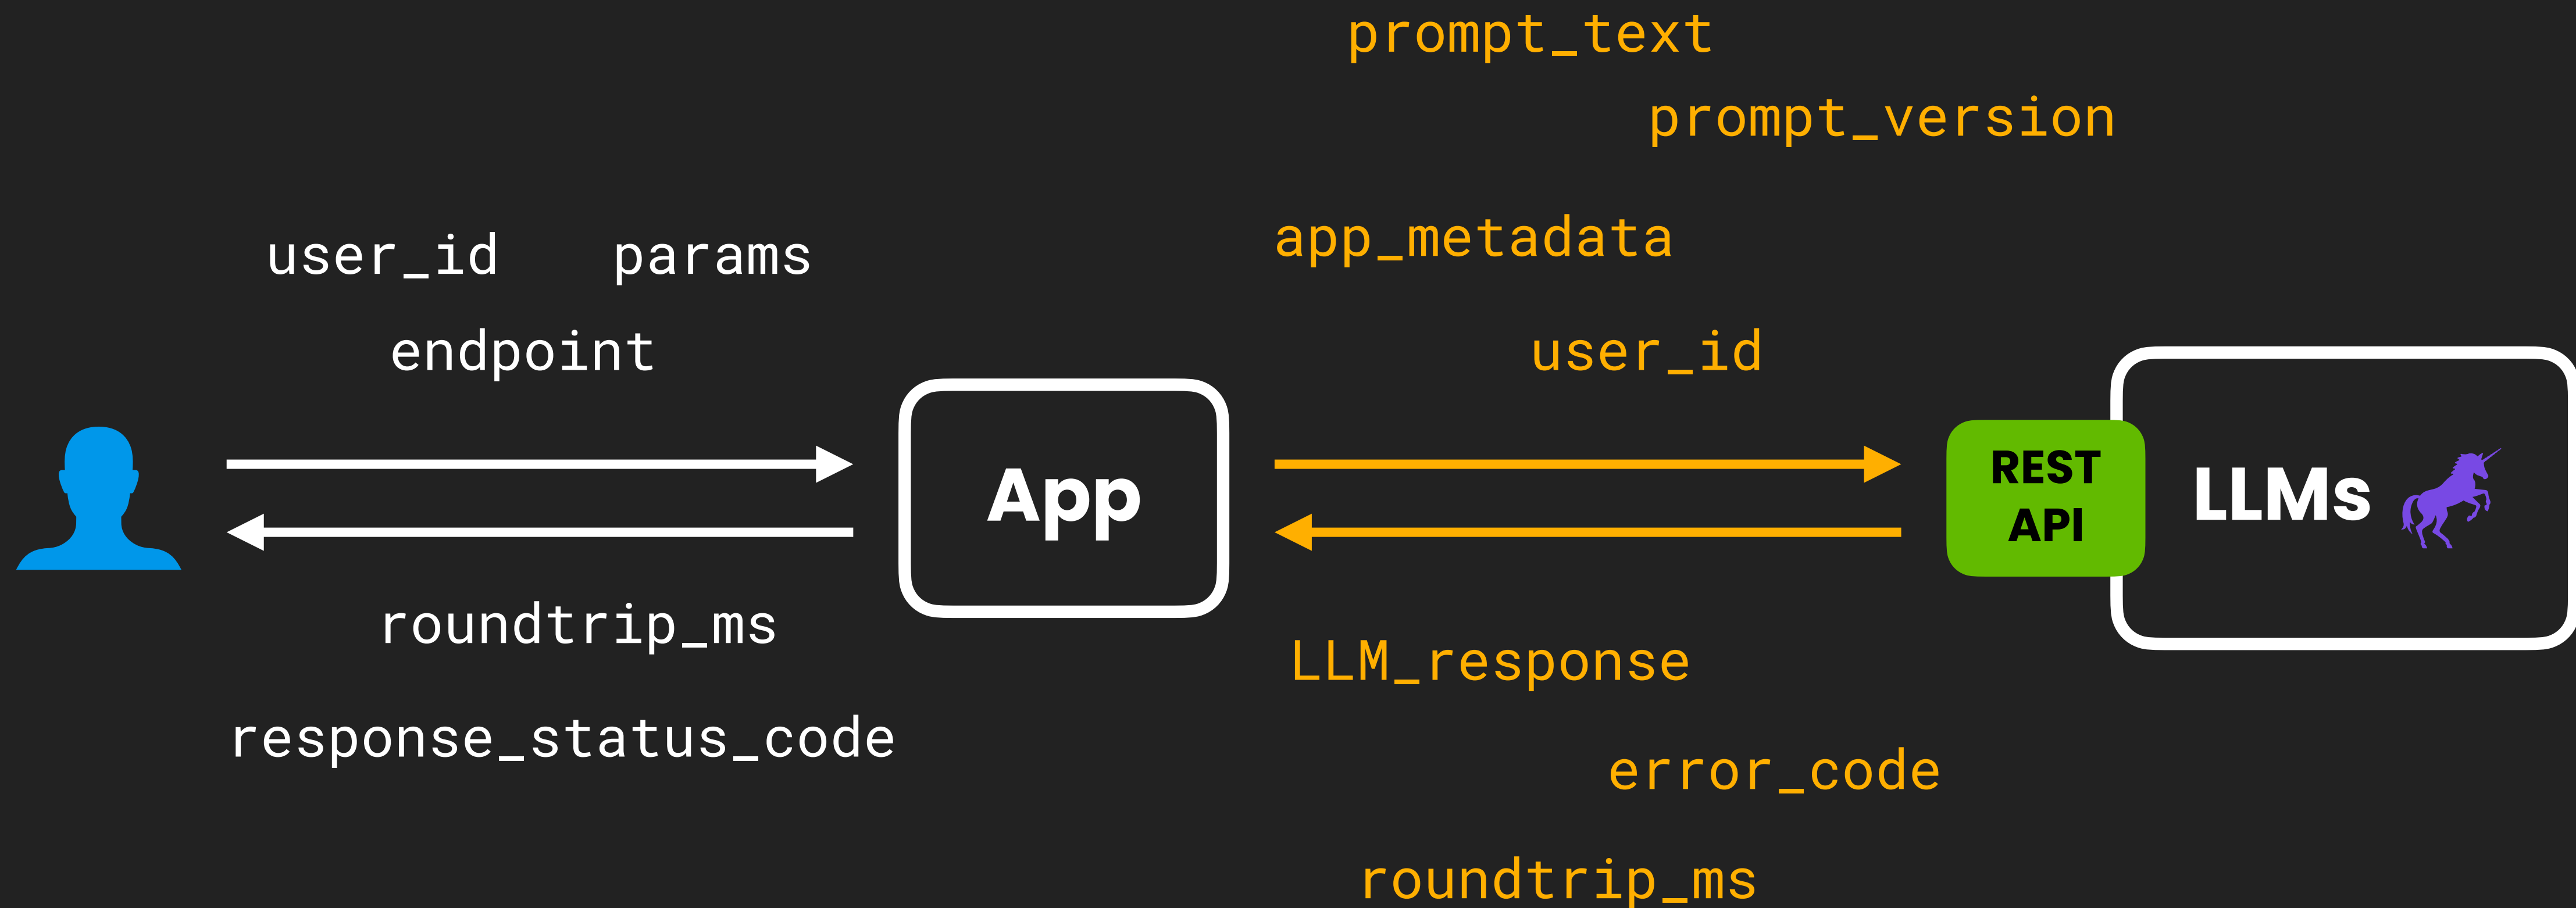 prompt_text
prompt_version
app_metadata
user_id params
endpoint
user_id
App
REST
API
LLMs
roundtrip_ms
response_status_code
LLM_response
error_code
roundtrip_ms